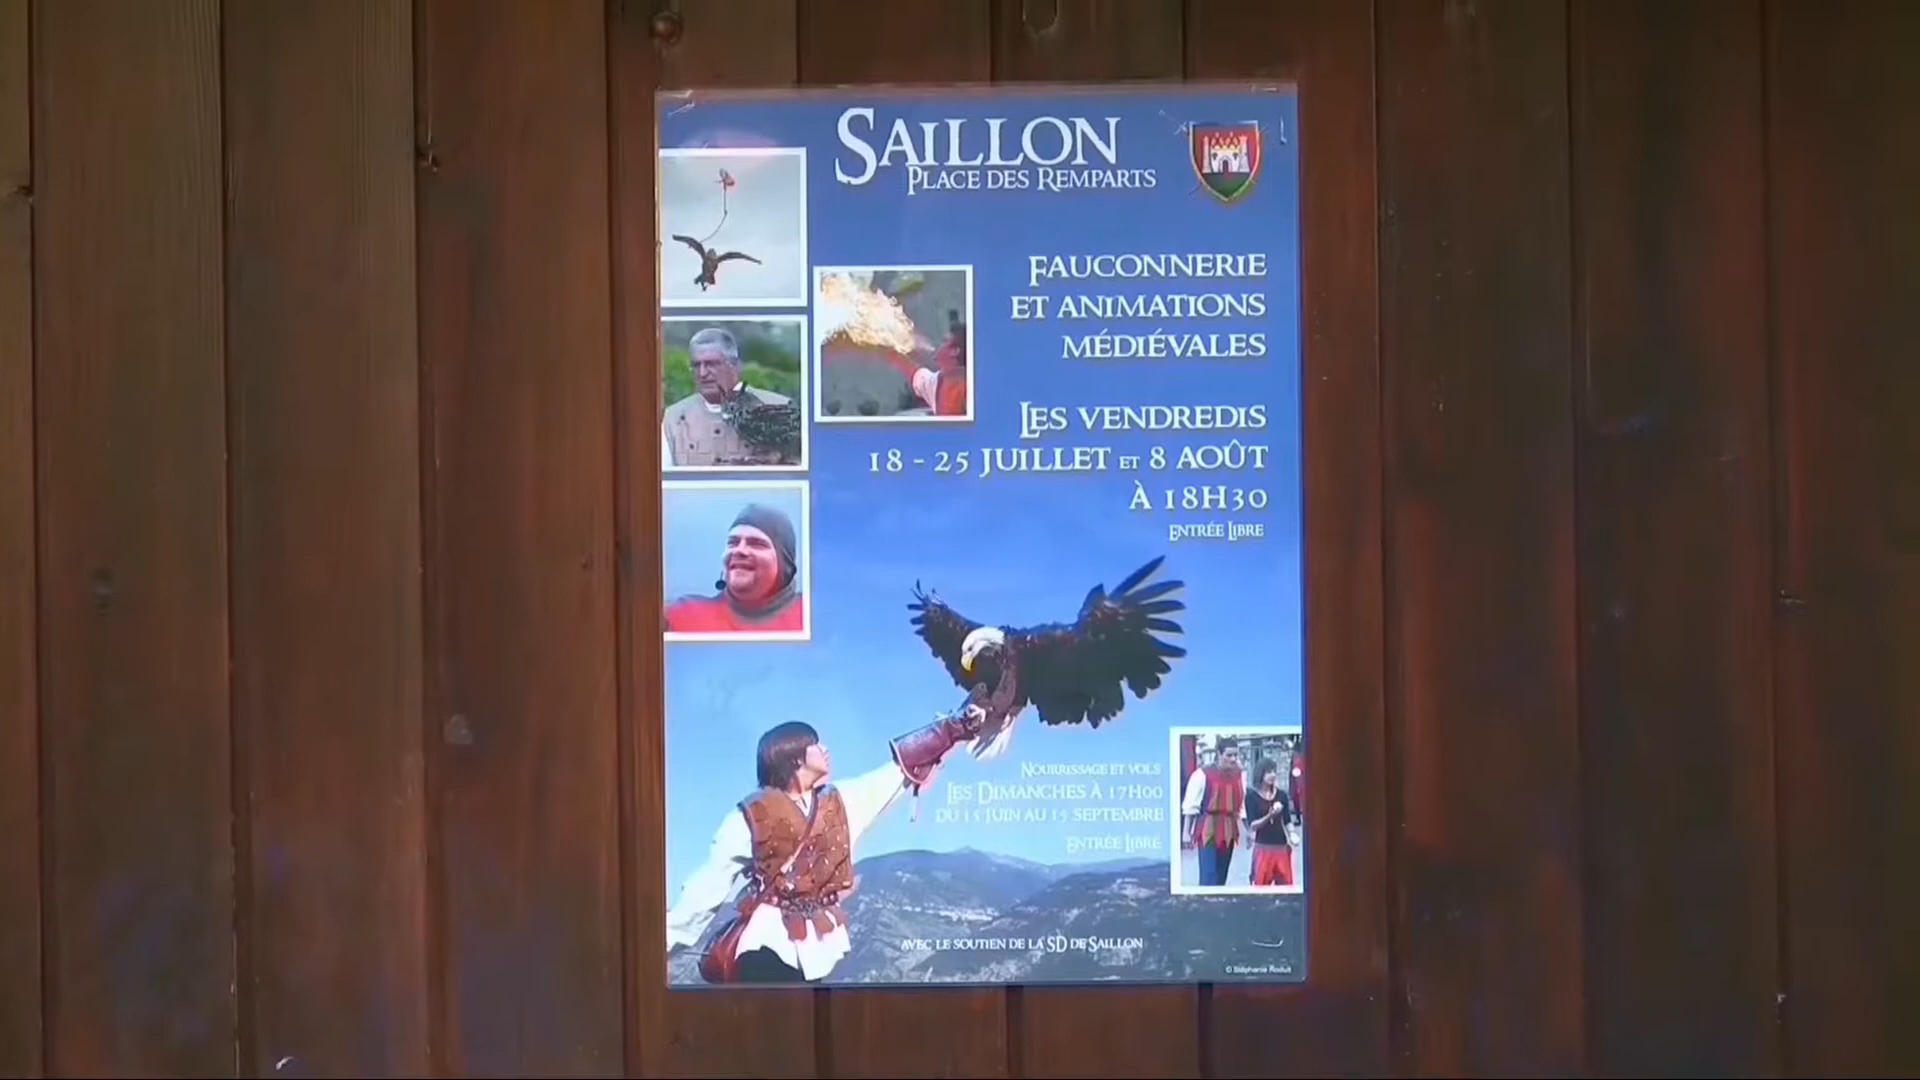 SAILLON
PLACE DES REMPARTS
FAUCONNERIE
ET ANIMATIONS
MÉDIÉVALES
LES VENDREDIS
18 - 25 JUILLET ET 8 AOÛT
À 18H30
ENTRÉE LIBRE
NOURRISSAGE ET VOLS
LES DIMANCHES À 17H00
DU 15 JUIN AU 15 SEPTEMBRE
ENTRÉE LIBRE
AVEC LE SOUTIEN DE LA SD DE SAILLON
© Stéphanie Roduit